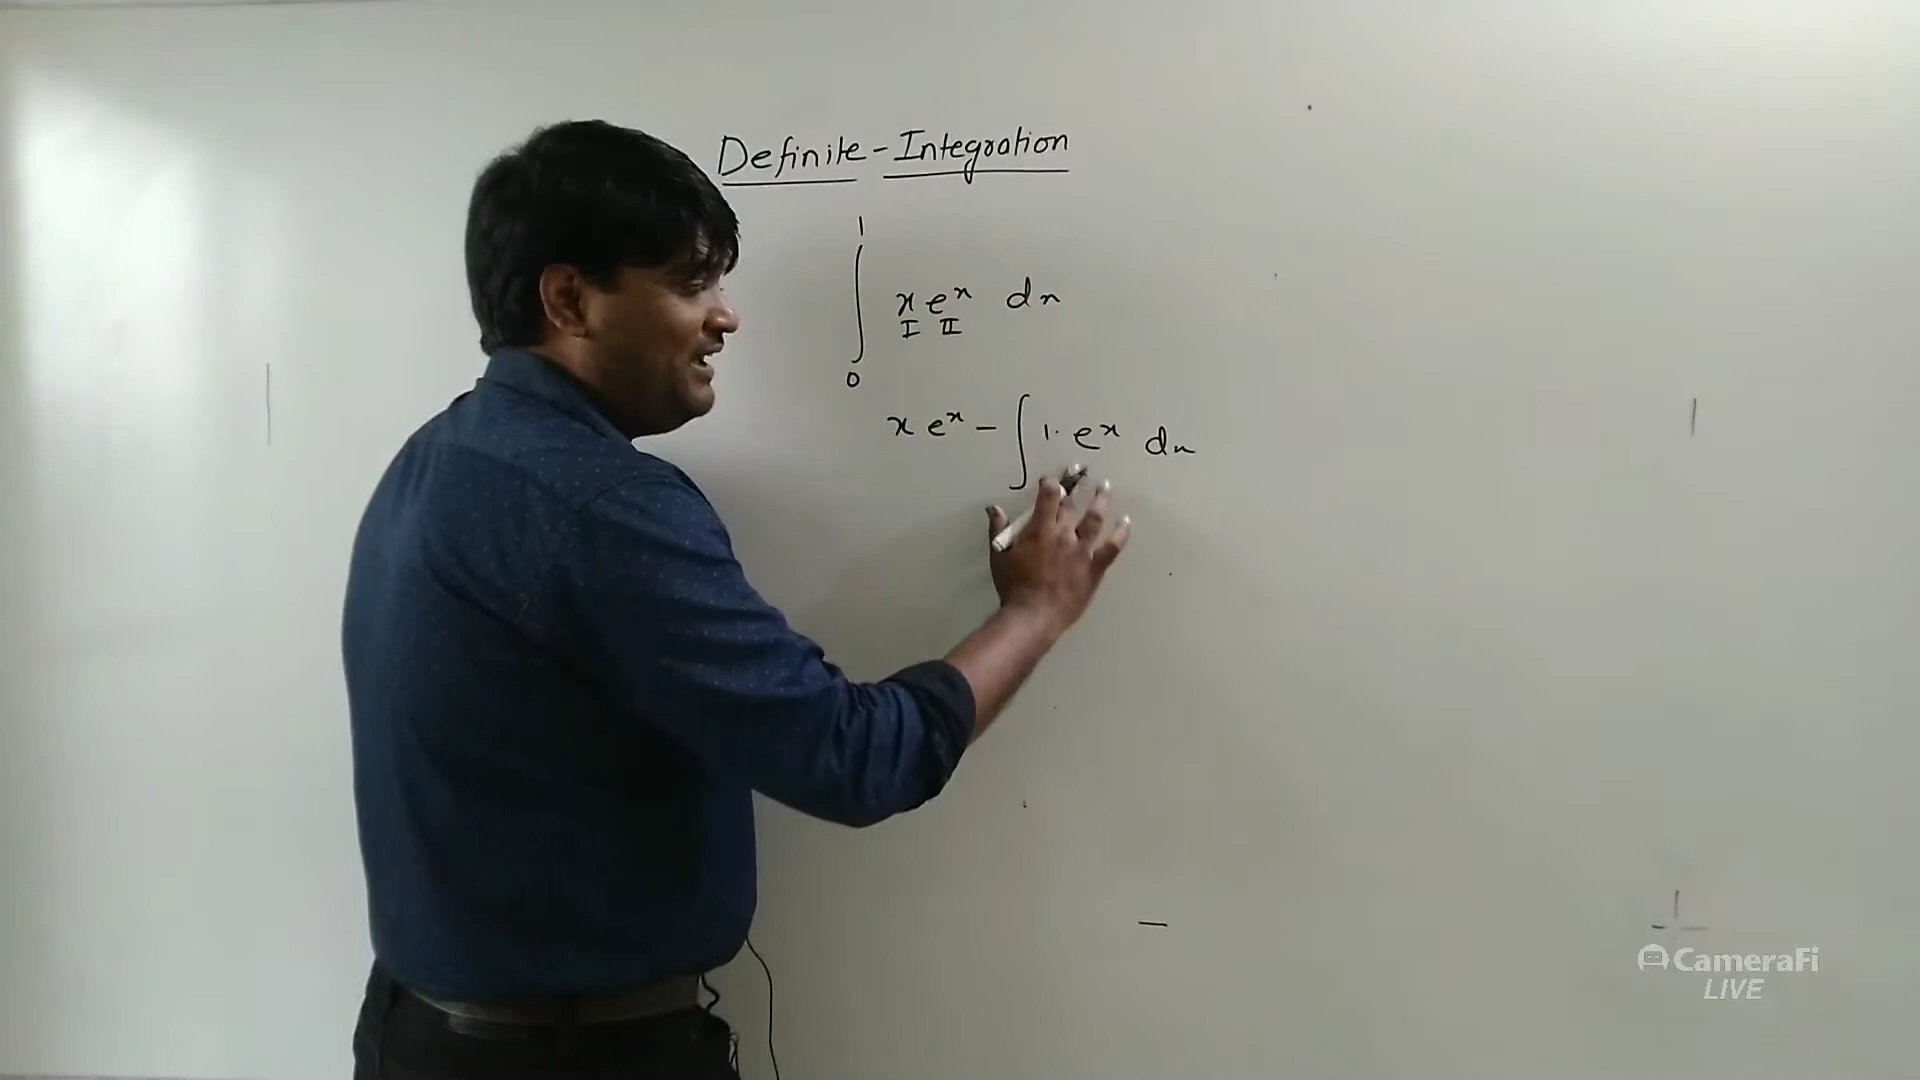 Definite-Integration
1
∫ x e^x dx
I II
0
x e^x - ∫ 1. e^x dx
CameraFi
LIVE